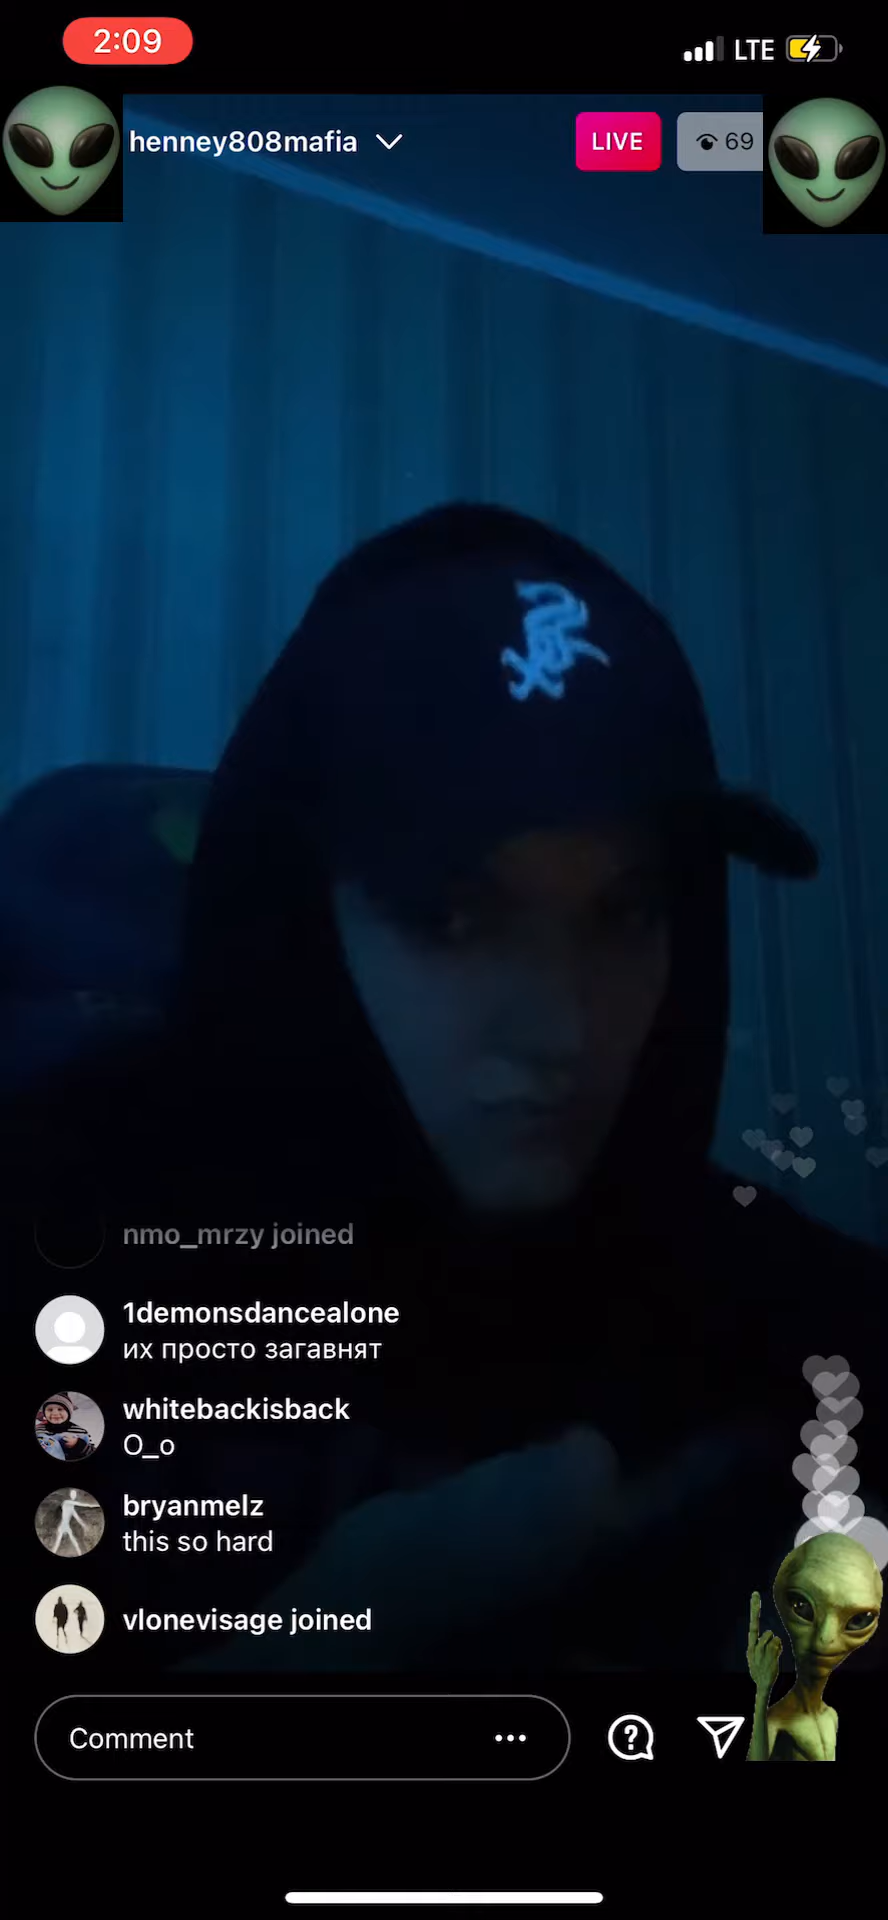 2:09
LTE
henney808mafia
LIVE
69
nmo_mrzy joined
1demonsdancealone
их просто загавнят
whitebackisback
O_o
bryanmelz
this so hard
vlonevisage joined
Comment